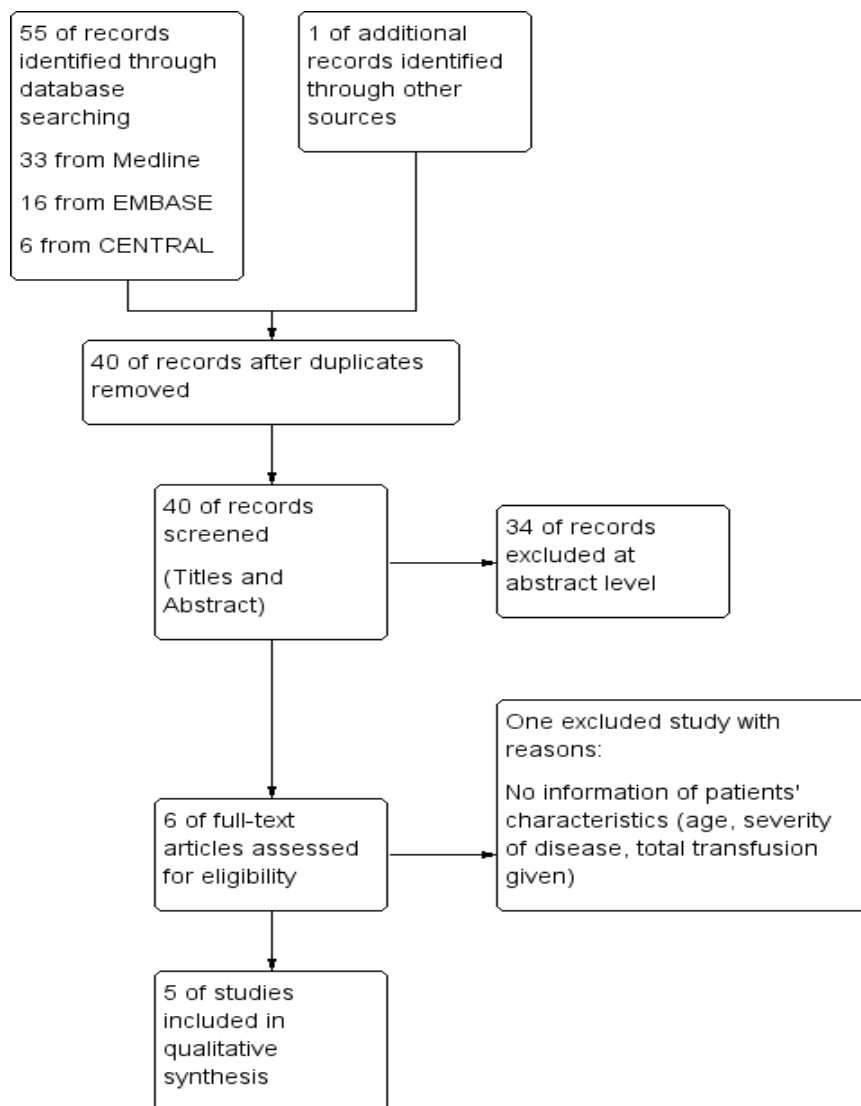 55 of records
identified through
database
searching
33 from Medline
16 from EMBASE
6 from CENTRAL
1 of additional
records identified
through other
sources
40 of records after duplicates
removed
40 of records
screened
(Titles and
Abstract)
34 of records
excluded at
abstract level
6 of full-text
articles assessed
for eligibility
One excluded study with
reasons:
No information of patients'
characteristics (age, severity
of disease, total transfusion
given)
5 of studies
included in
qualitative
synthesis